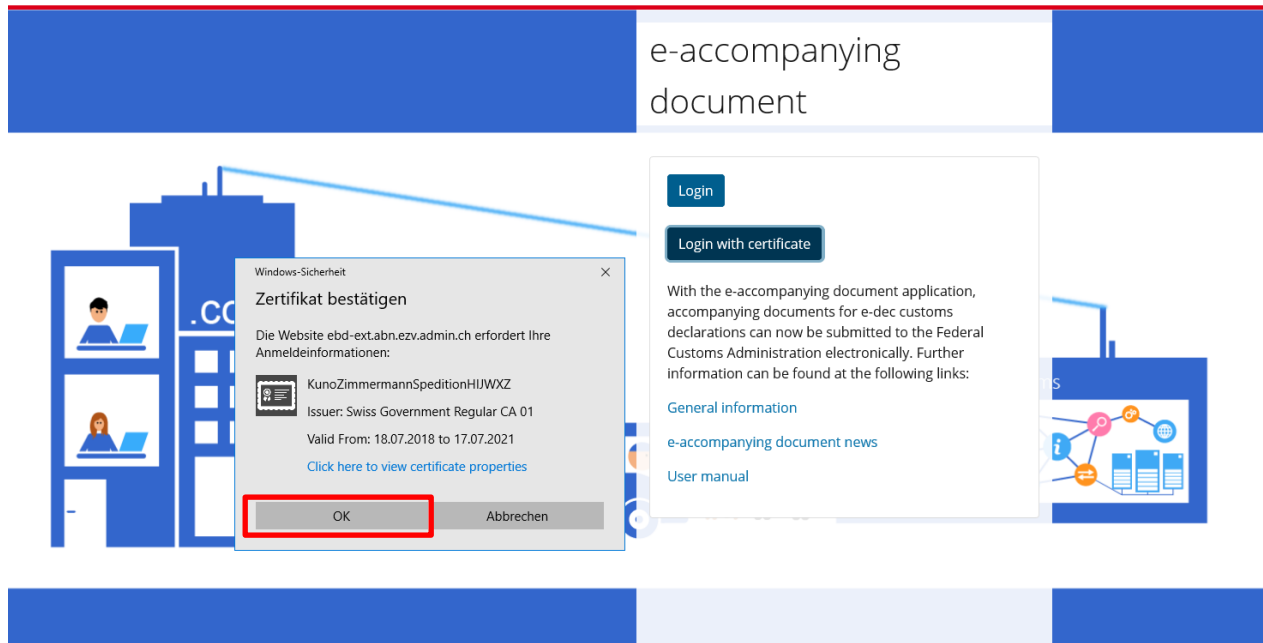 e-accompanying
document
Login
Login with certificate
With the e-accompanying document application,
accompanying documents for e-dec customs
declarations can now be submitted to the Federal
Customs Administration electronically. Further
information can be found at the following links:
General information
e-accompanying document news
User manual
.co
Windows-Sicherheit
Zertifikat bestätigen
Die Website ebd-ext.abn.ezv.admin.ch erfordert Ihre
Anmeldeinformationen:
KunoZimmermannSpeditionHIJWXZ
Issuer: Swiss Government Regular CA 01
Valid From: 18.07.2018 to 17.07.2021
Click here to view certificate properties
OK
Abbrechen